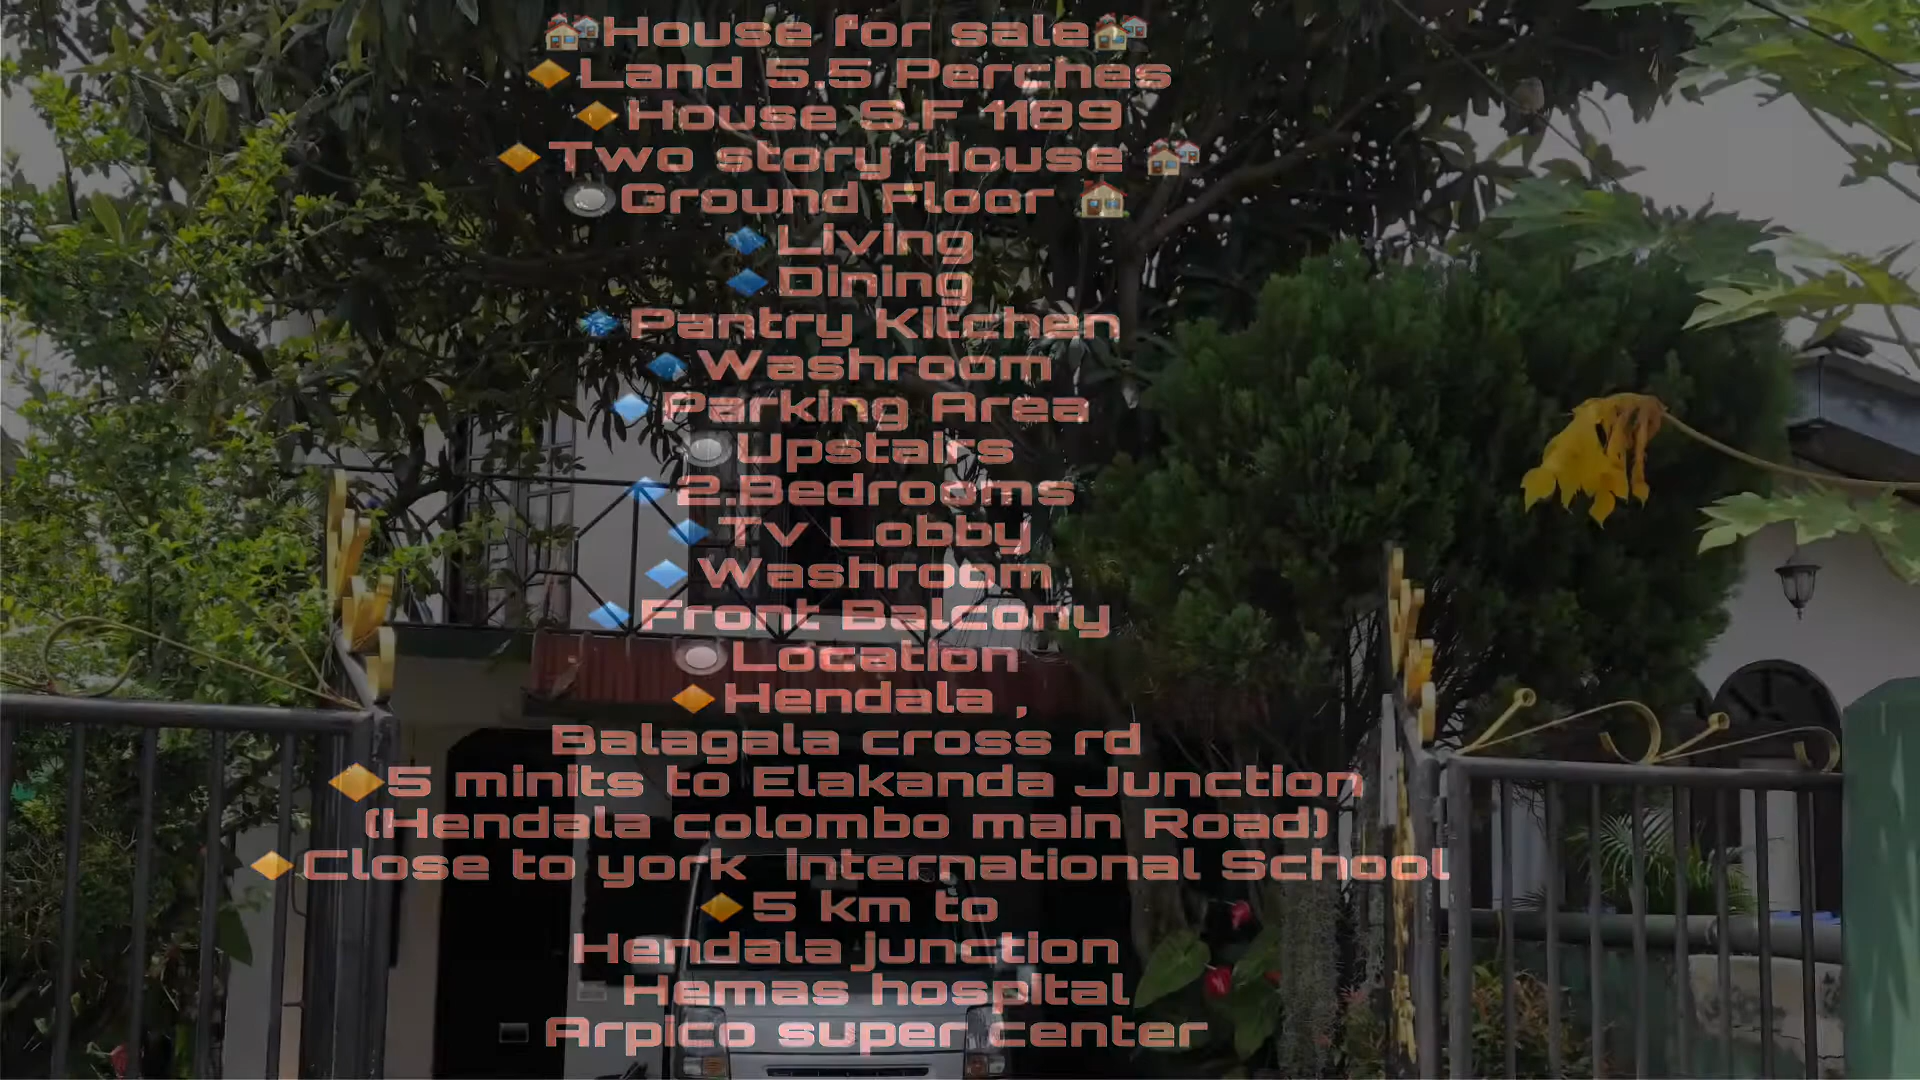 🏘House for sale🏘
🔶Land 5.5 Perches
🔶House S.F 1189
🔶Two story House 🏘
Ground Floor 🏠
🔷Living
🔷Dining
🔷Pantry Kitchen
🔷Washroom
🔷Parking Area
Upstairs
🔷2.Bedrooms
🔷Tv Lobby
🔷Washroom
🔷Front Balcony
Location
🔶Hendala ,
Balagala cross rd
🔶5 minits to Elakanda Junction
(Hendala colombo main Road)
🔶Close to york international School
🔶5 km to
Hendala junction
Hemas hospital
Arpico super center